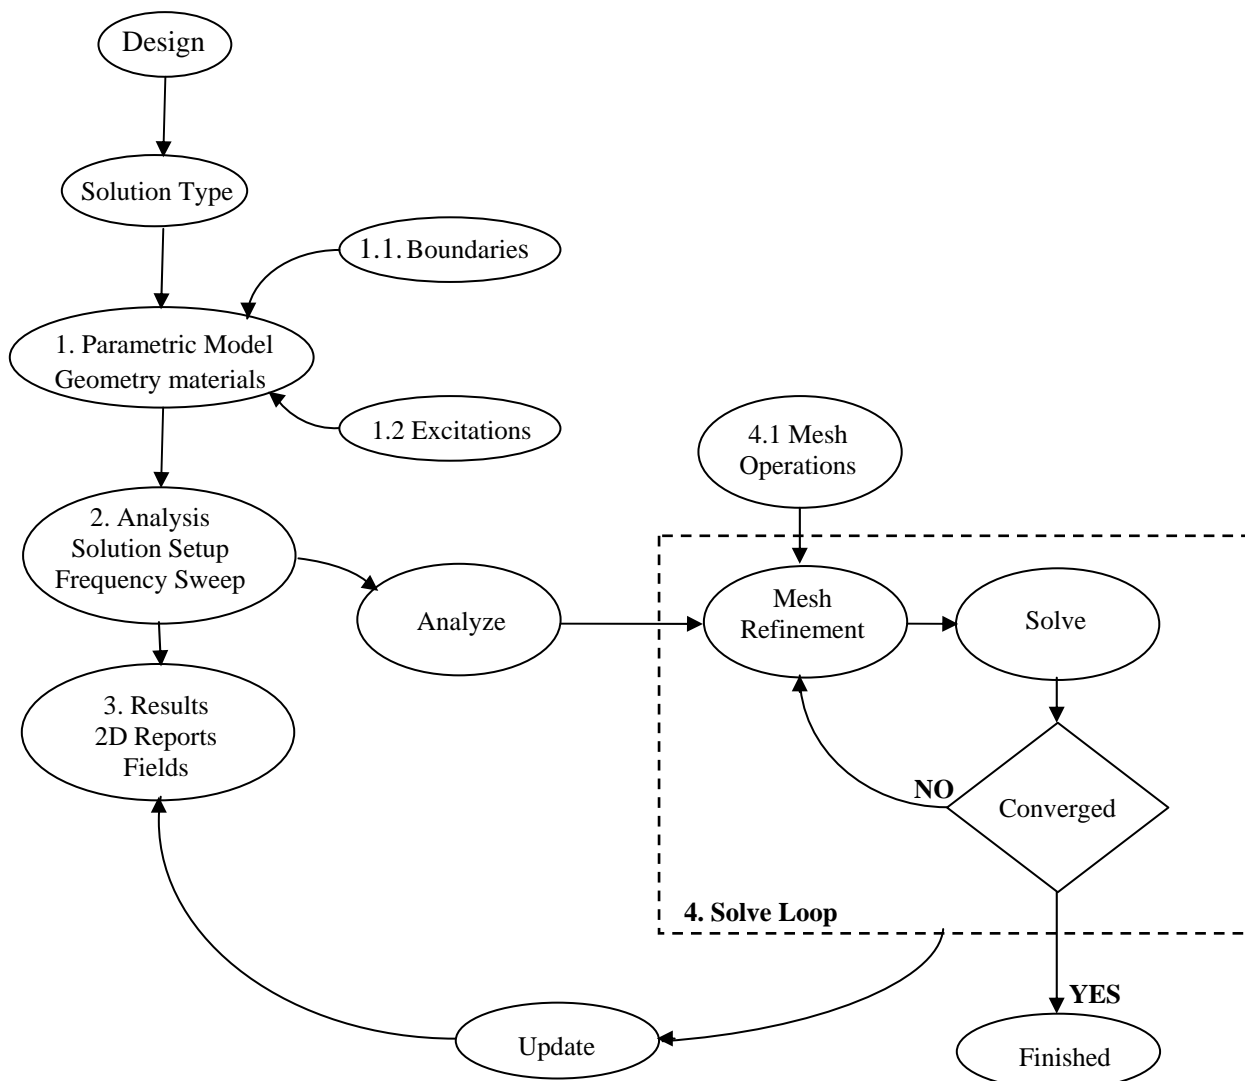 Design
Solution Type
1.1. Boundaries
1. Parametric Model
Geometry materials
1.2 Excitations
4.1 Mesh
Operations
2. Analysis
Solution Setup
Frequency Sweep
Analyze
Mesh
Refinement
Solve
3. Results
2D Reports
Fields
NO
Converged
4. Solve Loop
YES
Update
Finished